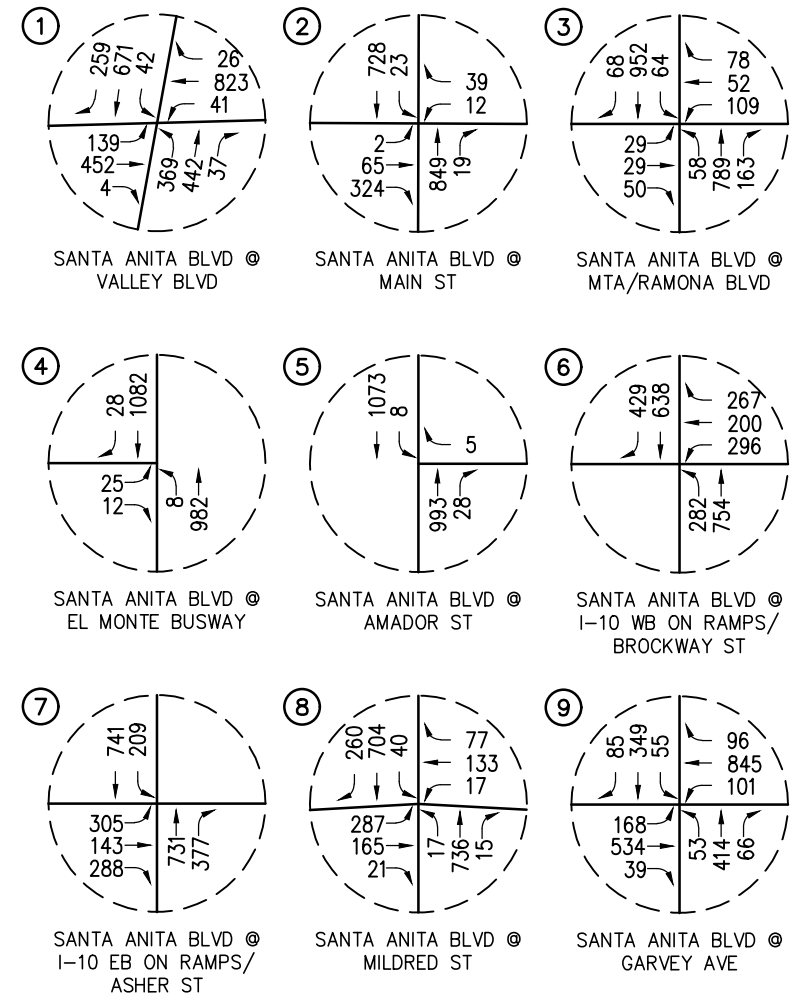 1
259 671 42
26
823
41
139
452
4
369 442 37
SANTA ANITA BLVD @
VALLEY BLVD
2
728 23
39
12
2
65
324
849 19
SANTA ANITA BLVD @
MAIN ST
3
68 952 64
78
52
109
29
29
50
58 789 163
SANTA ANITA BLVD @
MTA/RAMONA BLVD
4
28 1082
25
12
8 982
SANTA ANITA BLVD @
EL MONTE BUSWAY
5
1073 8
5
993 28
SANTA ANITA BLVD @
AMADOR ST
6
429 638
267
200
296
282 754
SANTA ANITA BLVD @
I-10 WB ON RAMPS/
BROCKWAY ST
7
741 209
305
143
288
731 377
SANTA ANITA BLVD @
I-10 EB ON RAMPS/
ASHER ST
8
260 704 40
77
133
17
287
165
21
17 736 15
SANTA ANITA BLVD @
MILDRED ST
9
85 349 55
96
845
101
168
534
39
53 414 66
SANTA ANITA BLVD @
GARVEY AVE